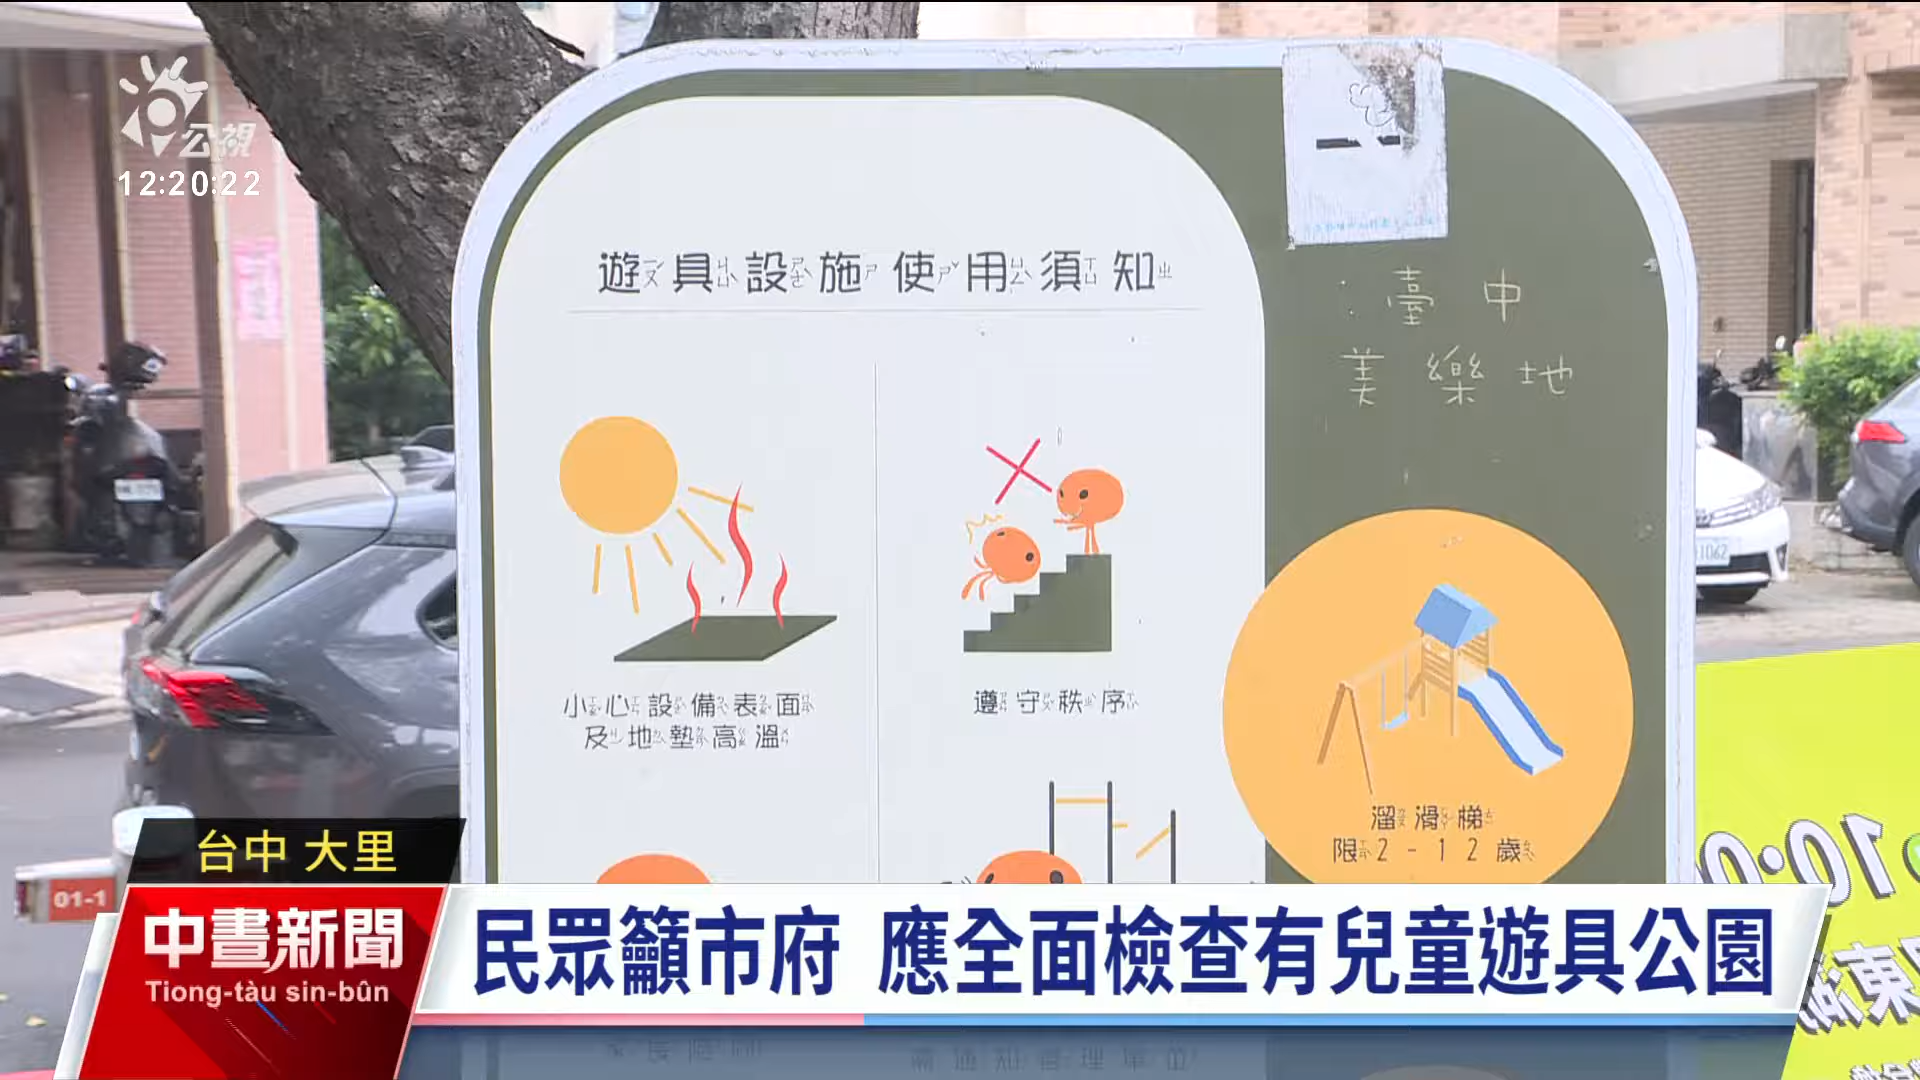 公視
12:20:22
遊具設施使用須知
臺中
美樂地
小心設備表面
及地墊高溫
遵守秩序
溜滑梯
限2-12歲
台中 大里
01-1
中晝新聞
Tiong-tàu sin-bûn
民眾籲市府 應全面檢查有兒童遊具公園